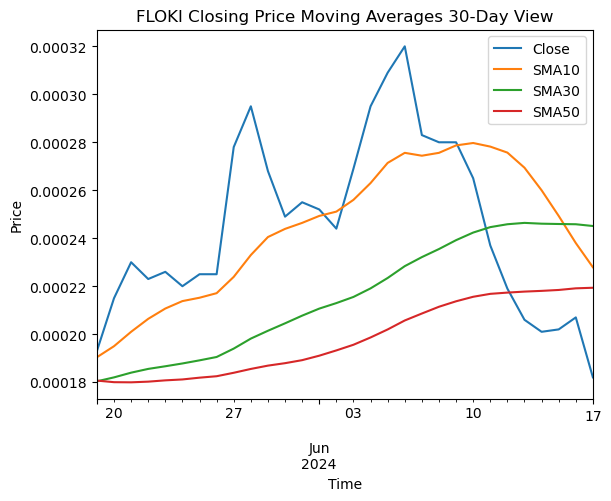 FLOKI Closing Price Moving Averages 30-Day View
Close
SMA10
SMA30
SMA50
0.00032
0.00030
0.00028
0.00026
0.00024
0.00022
0.00020
0.00018
Price
20 27 03 10 17
Jun
2024
Time